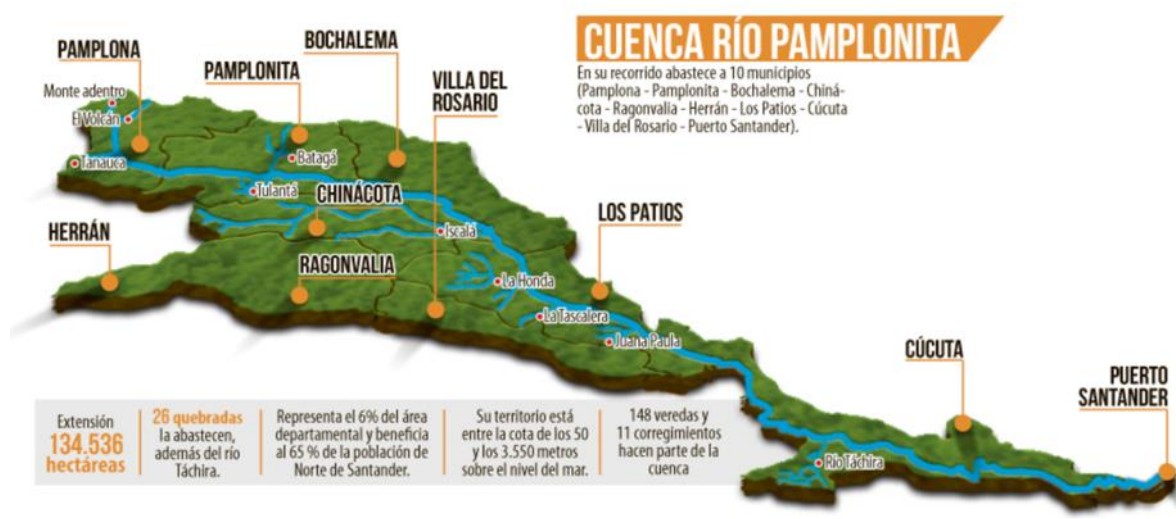 CUENCA RÍO PAMPLONITA
En su recorrido abastece a 10 municipios
(Pamplona - Pamplonita - Bochalema - Chiná-
cota - Ragonvalia - Herrán - Los Patios - Cúcuta
- Villa del Rosario - Puerto Santander).
PAMPLONA
PAMPLONITA
BOCHALEMA
VILLA DEL
ROSARIO
Monte adentro
El Volcán
Tanauca
Batagá
Tulantá
CHINÁCOTA
Iscalá
LOS PATIOS
HERRÁN
RAGONVALIA
La Honda
La Tascalera
Juana Paula
CÚCUTA
PUERTO
SANTANDER
Río Táchira
Extensión
134.536
hectáreas
26 quebradas
la abastecen,
además del río
Táchira.
Representa el 6% del área
departamental y beneficia
al 65 % de la población de
Norte de Santander.
Su territorio está
entre la cota de los 50
y los 3.550 metros
sobre el nivel del mar.
148 veredas y
11 corregimientos
hacen parte de la
cuenca